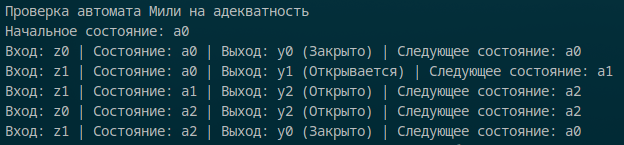 Проверка автомата Мили на адекватность
Начальное состояние: a0
Вход: z0 | Состояние: a0 | Выход: y0 (Закрыто) | Следующее состояние: a0
Вход: z1 | Состояние: a0 | Выход: y1 (Открывается) | Следующее состояние: a1
Вход: z1 | Состояние: a1 | Выход: y2 (Открыто) | Следующее состояние: a2
Вход: z0 | Состояние: a2 | Выход: y2 (Открыто) | Следующее состояние: a2
Вход: z1 | Состояние: a2 | Выход: y0 (Закрыто) | Следующее состояние: a0